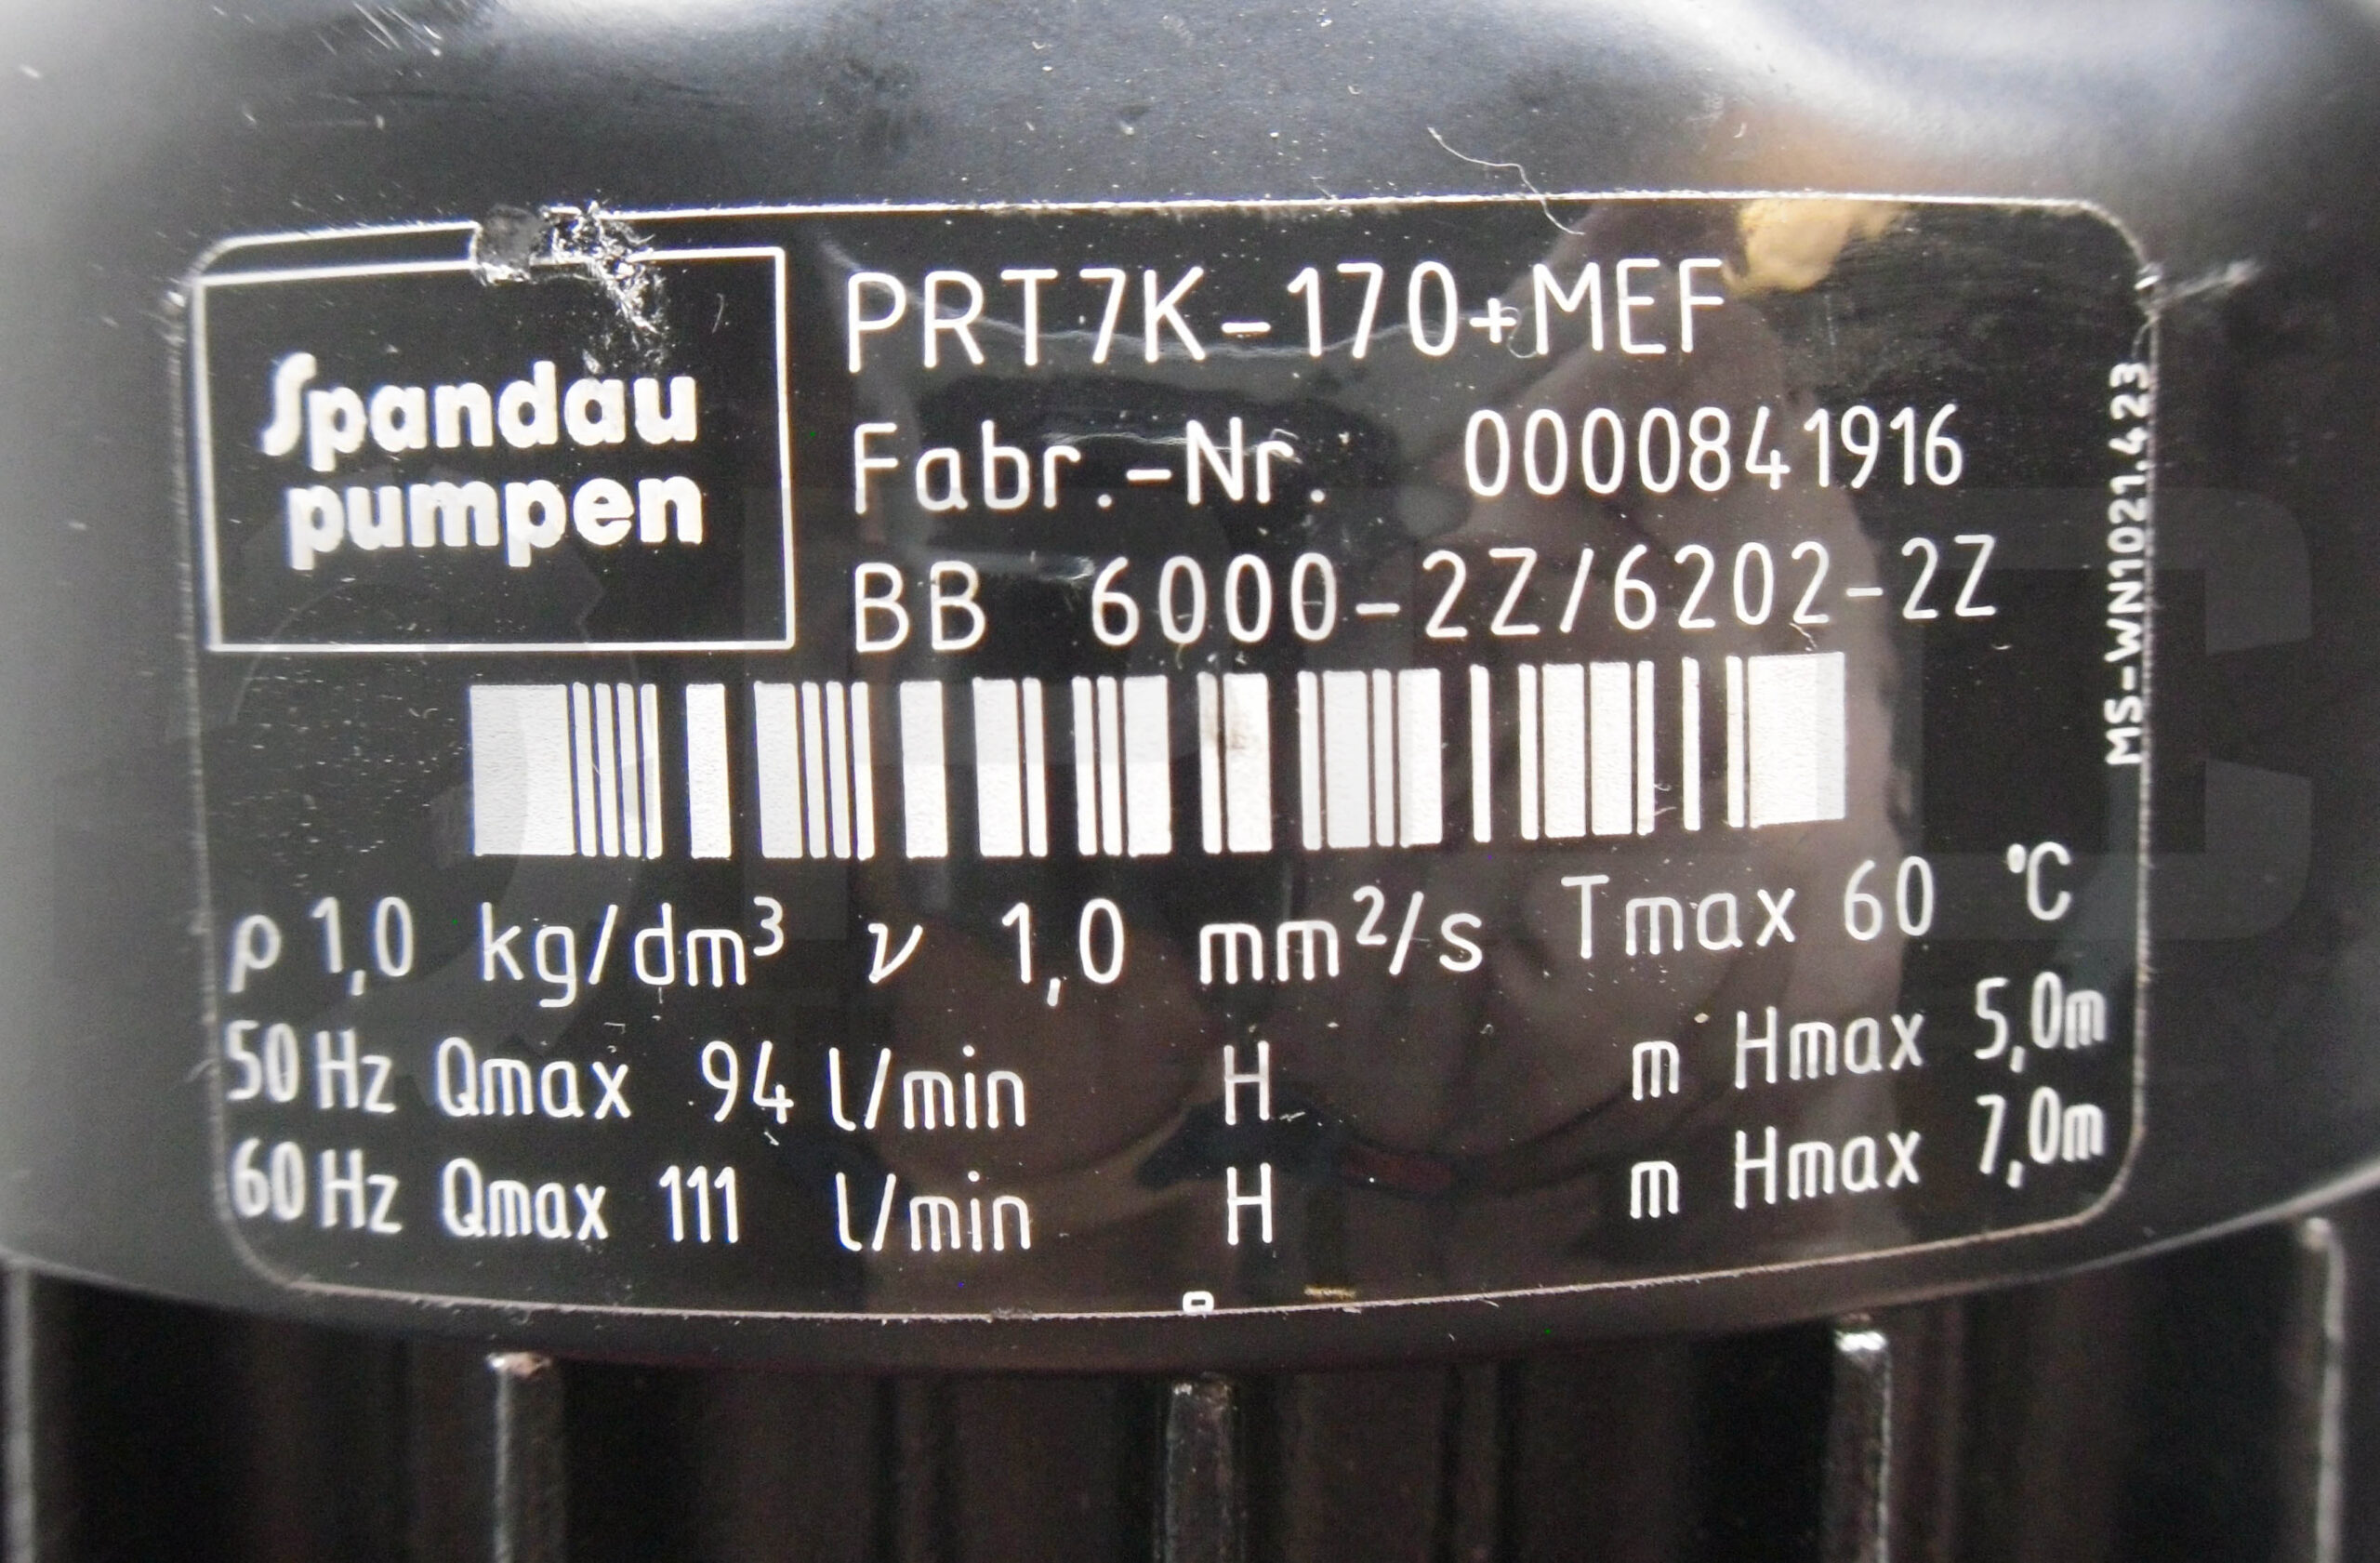 Spandau
pumpen
PRT7K-170+MEF
Fabr.-Nr. 0000841916
BB 6000-2Z/6202-2Z
MS-WN1021.423
ρ 1,0 kg/dm³ ν 1,0 mm²/s Tmax 60 °C
50 Hz Qmax 94 l/min H m Hmax 5,0m
60 Hz Qmax 111 l/min H m Hmax 7,0m